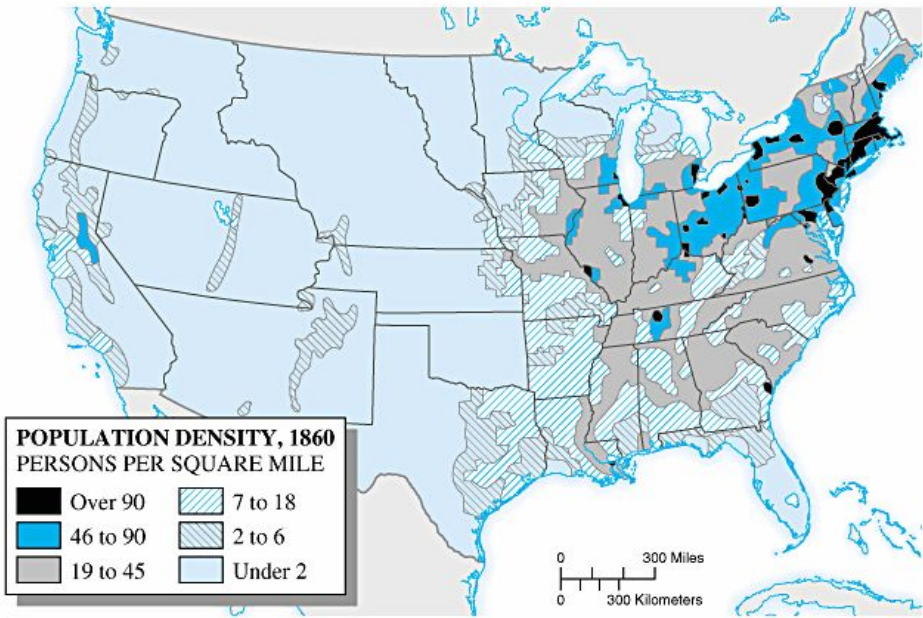 POPULATION DENSITY, 1860
PERSONS PER SQUARE MILE
Over 90
46 to 90
19 to 45
7 to 18
2 to 6
Under 2
0 300 Miles
0 300 Kilometers